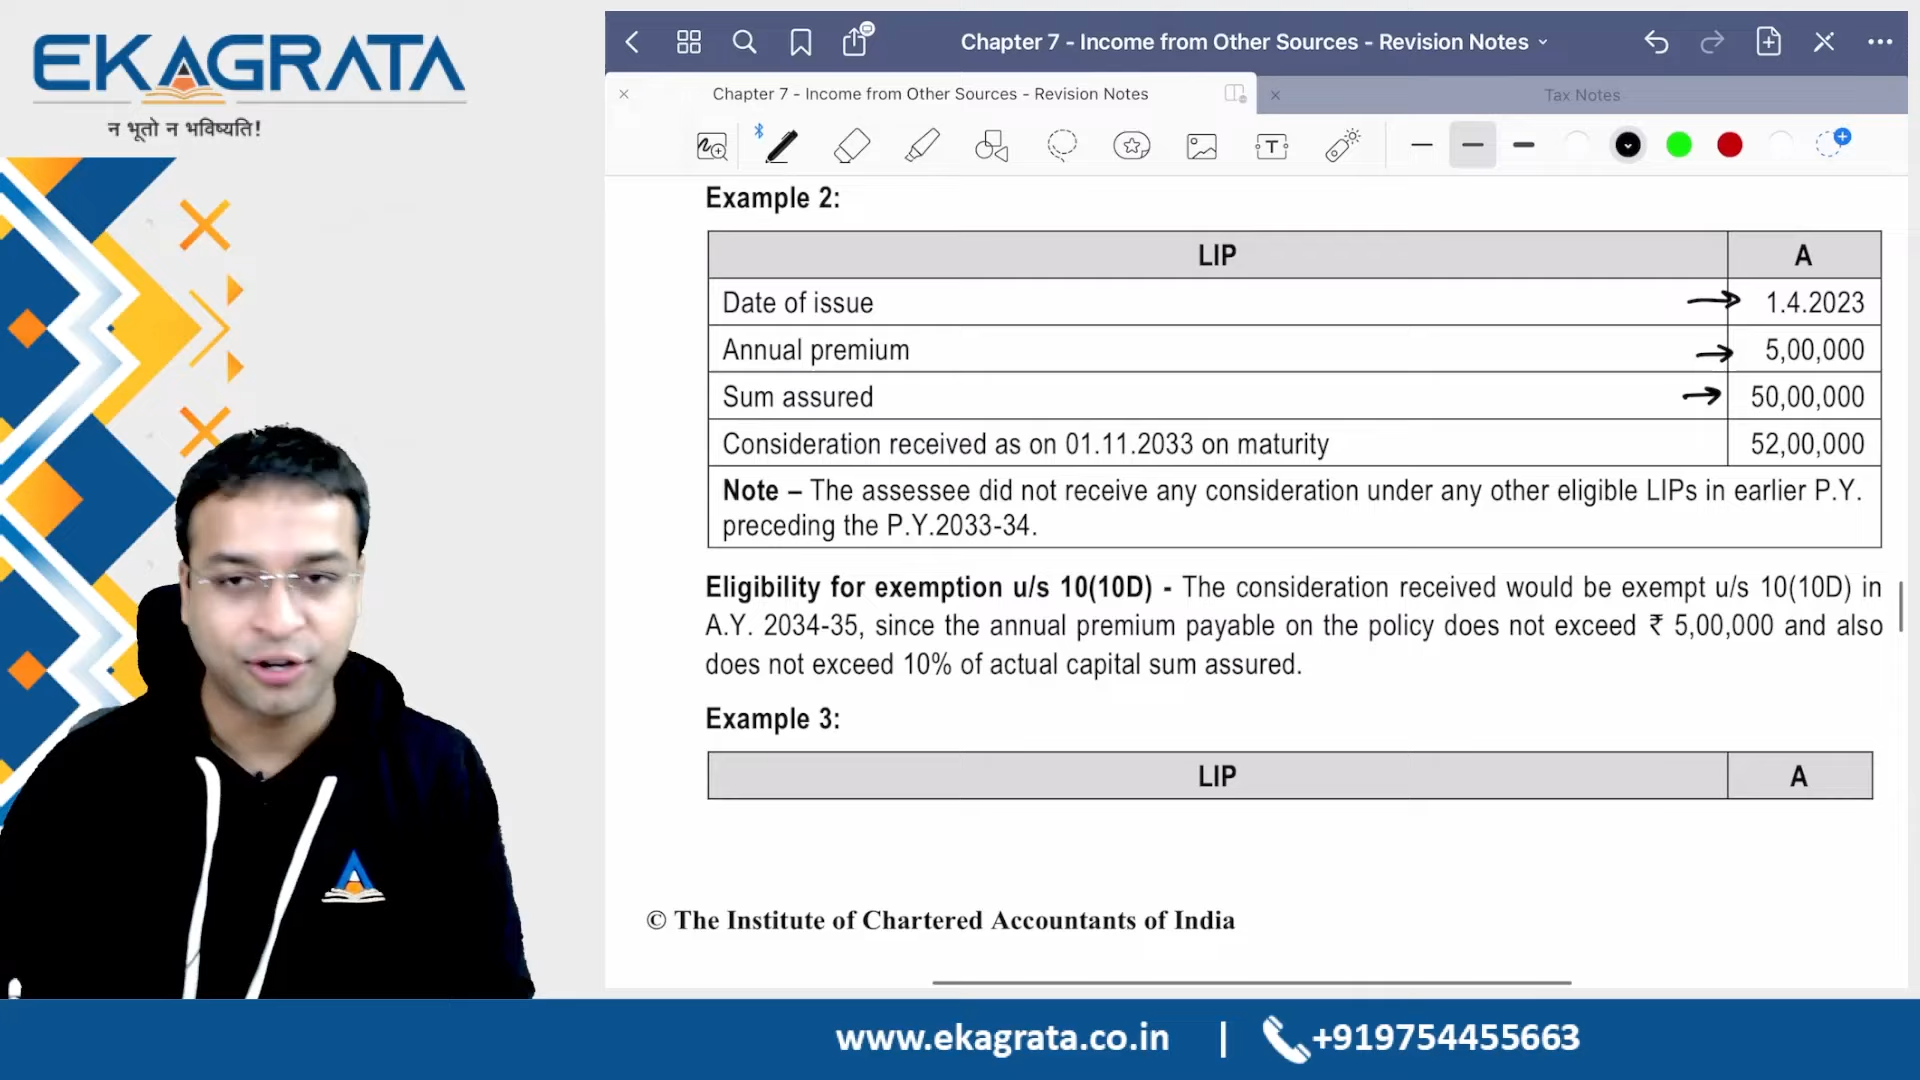 EKAGRATA
न भूतो न भविष्यति!
Chapter 7 - Income from Other Sources - Revision Notes
Chapter 7 - Income from Other Sources - Revision Notes
Tax Notes
T
Example 2:
LIP A
Date of issue 1.4.2023
Annual premium 5,00,000
Sum assured 50,00,000
Consideration received as on 01.11.2033 on maturity 52,00,000
Note – The assessee did not receive any consideration under any other eligible LIPs in earlier P.Y.
preceding the P.Y.2033-34.
Eligibility for exemption u/s 10(10D) - The consideration received would be exempt u/s 10(10D) in
A.Y. 2034-35, since the annual premium payable on the policy does not exceed ₹ 5,00,000 and also
does not exceed 10% of actual capital sum assured.
Example 3:
LIP A
© The Institute of Chartered Accountants of India
www.ekagrata.co.in | +919754455663